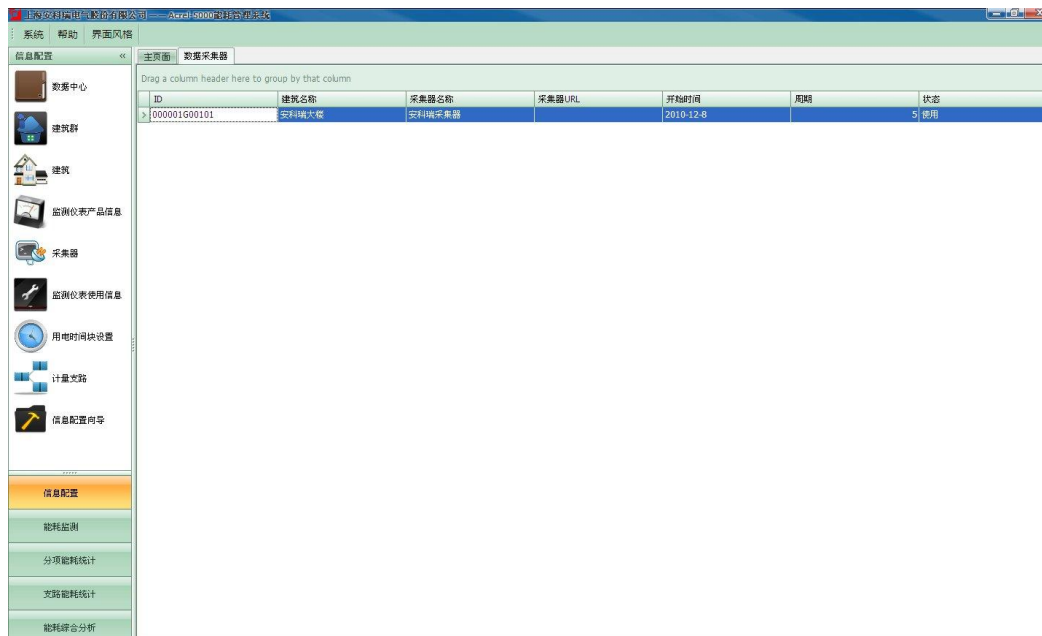 上海安科瑞电气股份有限公司——Acrel-5000能耗管理系统
系统 帮助 界面风格
信息配置 «
主页面 数据采集器
Drag a column header here to group by that column
ID 建筑名称 采集器名称 采集器URL 开始时间 周期 状态
000001G00101 安科瑞大楼 安科瑞采集器 2010-12-8 5 使用
数据中心
建筑群
建筑
监测仪表产品信息
采集器
监测仪表使用信息
用电时间块设置
计量支路
信息配置向导
信息配置
能耗监测
分项能耗统计
支路能耗统计
能耗综合分析